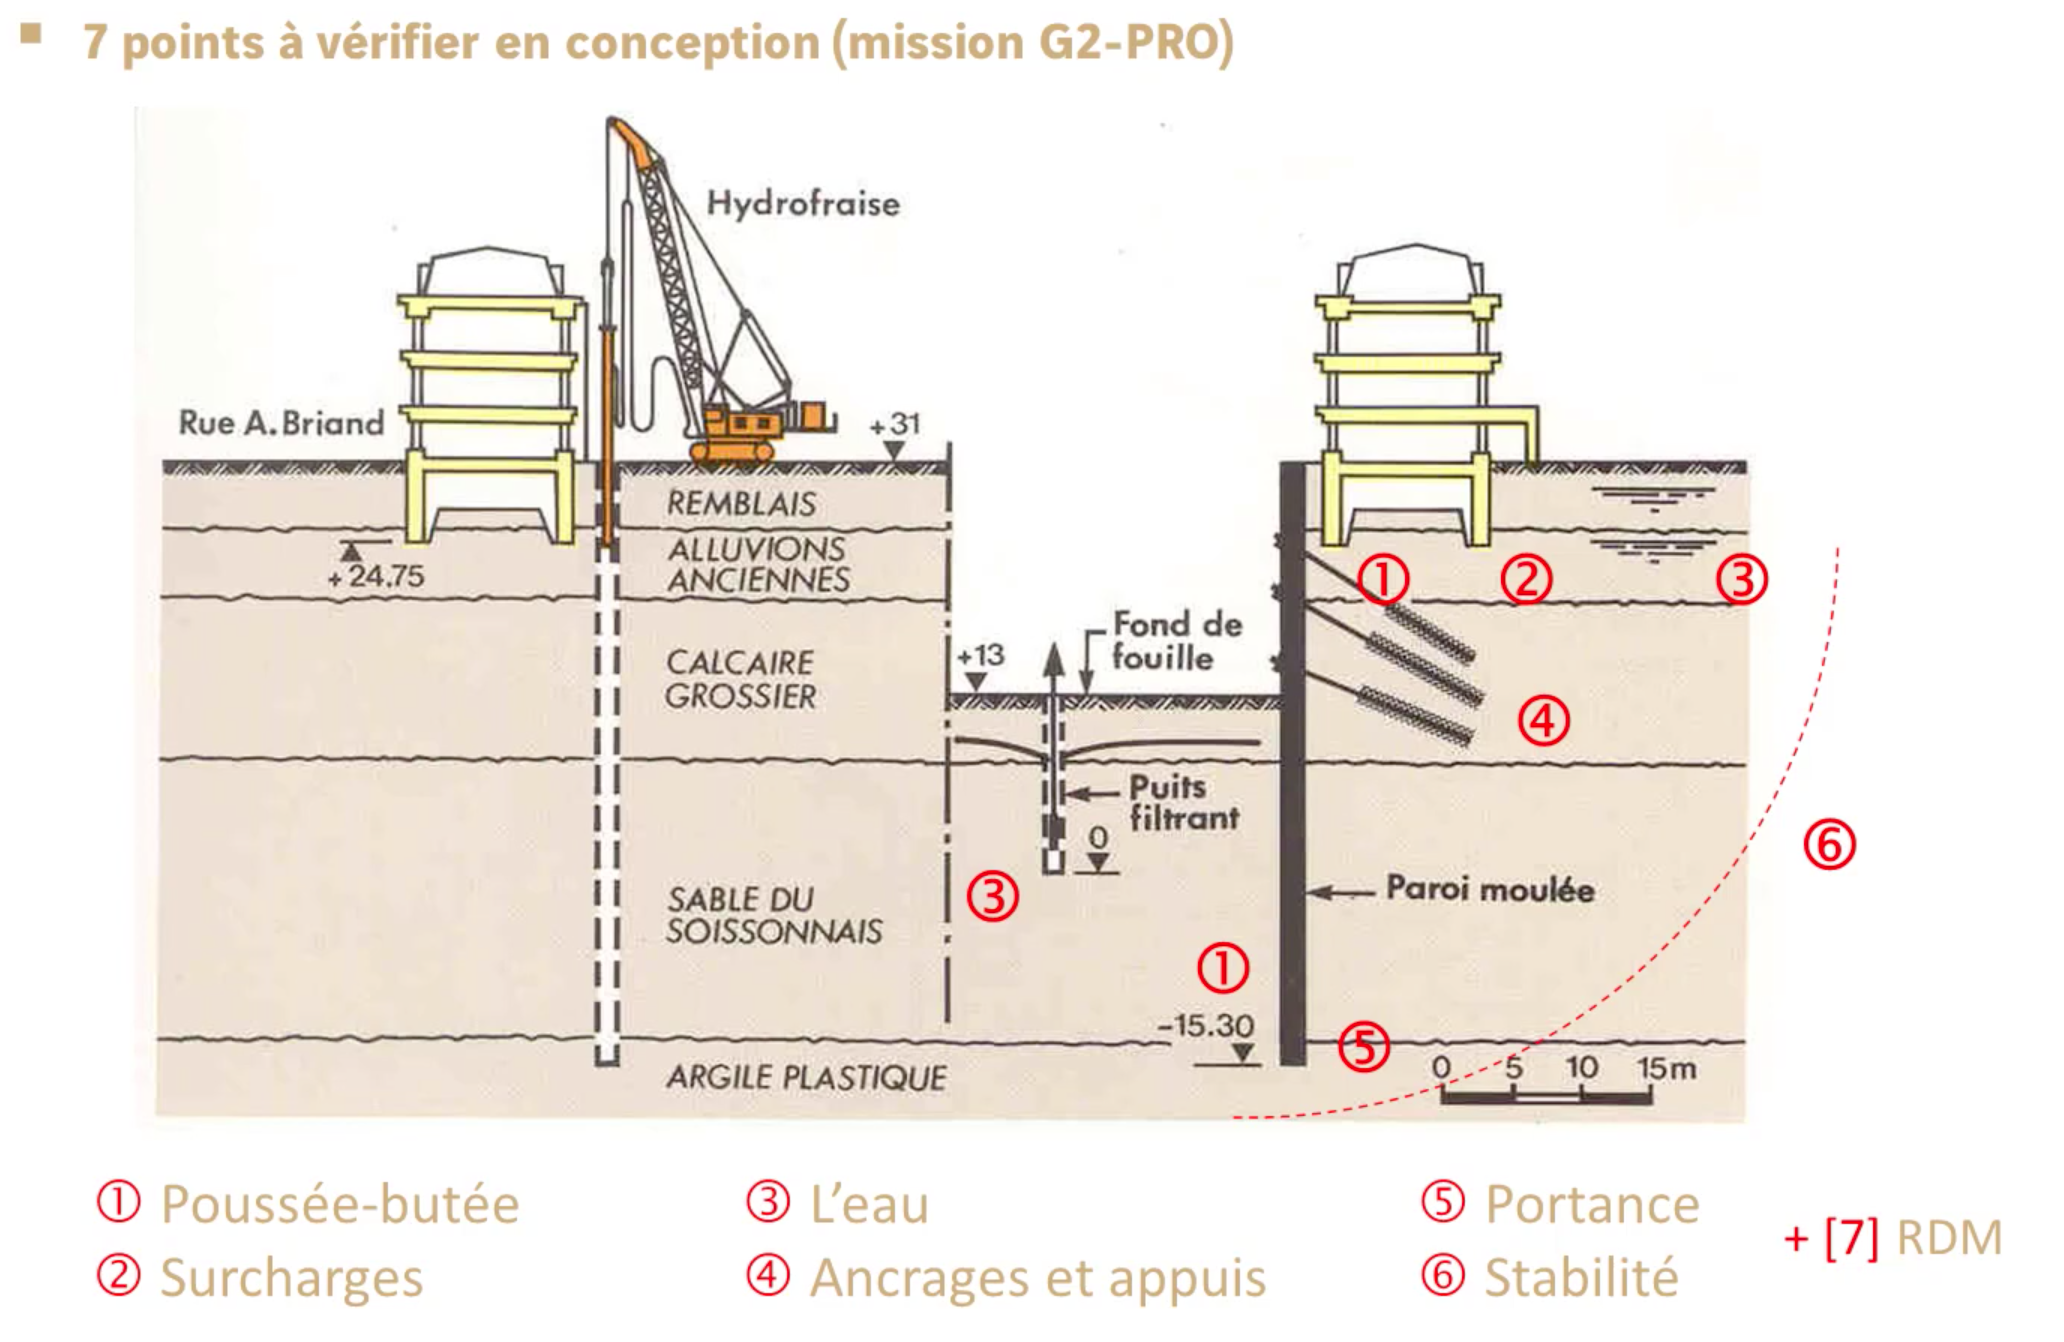 ▪ 7 points à vérifier en conception (mission G2-PRO)
Hydrofraise
Rue A.Briand
+31
REMBLAIS
ALLUVIONS
ANCIENNES
+24.75
① ② ③
Fond de
fouille
+13
CALCAIRE
GROSSIER
④
Puits
filtrant
0
⑥
③
Paroi moulée
SABLE DU
SOISSONNAIS
①
-15.30
⑤
0 5 10 15m
ARGILE PLASTIQUE
① Poussée-butée
② Surcharges
③ L'eau
④ Ancrages et appuis
⑤ Portance
⑥ Stabilité
+ [7] RDM